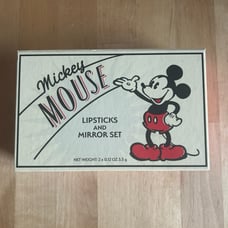 Mickey
MOUSE
LIPSTICKS
AND
MIRROR SET
NET WEIGHT: 2 x 0.12 OZ 3.5 g